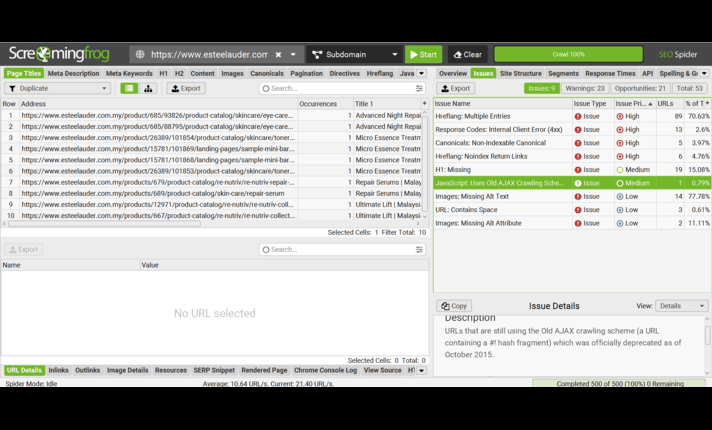 Screamingfrog https://www.esteelauder.com Subdomain Start Clear Crawl 100% SEO Spider
Page Titles Meta Description Meta Keywords H1 H2 Content Images Canonicals Pagination Directives Hreflang Java
Duplicate Export Search...
Row Address Occurrences Title 1
1 https://www.esteelauder.com.my/product/685/93826/product-catalog/skincare/eye-care... 1 Advanced Night Repai
2 https://www.esteelauder.com.my/product/685/88795/product-catalog/skincare/eye-care... 1 Advanced Night Repai
3 https://www.esteelauder.com.my/product/26389/101854/product-catalog/skincare/toner... 1 Micro Essence Treatm
4 https://www.esteelauder.com.my/product/15781/101869/landing-pages/sample-mini-bar... 1 Micro Essence Treatm
5 https://www.esteelauder.com.my/product/15781/101868/landing-pages/sample-mini-bar... 1 Micro Essence Treatm
6 https://www.esteelauder.com.my/product/26389/101853/product-catalog/skincare/toner... 1 Micro Essence Treatm
7 https://www.esteelauder.com.my/products/679/product-catalog/re-nutriv/re-nutriv-repair-... 1 Repair Serums | Malay
8 https://www.esteelauder.com.my/products/689/product-catalog/skin-care/repair-serum 1 Repair Serums | Malay
9 https://www.esteelauder.com.my/products/12971/product-catalog/re-nutriv/re-nutriv-collect... 1 Ultimate Lift | Malaysi
10 https://www.esteelauder.com.my/products/667/product-catalog/re-nutriv/re-nutriv-collect... 1 Ultimate Lift | Malaysi
Selected Cells: 1 Filter Total: 10
Export Search...
Name Value
No URL selected
Selected Cells: 0 Total: 0
URL Details Inlinks Outlinks Image Details Resources SERP Snippet Rendered Page Chrome Console Log View Source
Spider Mode: Idle Average: 10.64 URL/s. Current: 21.40 URL/s. Completed 500 of 500 (100%) 0 Remaining
Overview Issues Site Structure Segments Response Times API Spelling & Gr
Export Issues: 9 Warnings: 23 Opportunities: 21 Total: 53
Issue Name Issue Type Issue Pri... URLs % of T
Hreflang: Multiple Entries Issue High 89 70.63%
Response Codes: Internal Client Error (4xx) Issue High 13 2.6%
Canonicals: Non-Indexable Canonical Issue High 5 3.97%
Hreflang: Noindex Return Links Issue High 6 4.76%
H1: Missing Issue Medium 19 15.08%
JavaScript: Uses Old AJAX Crawling Sche... Issue Medium 1 0.79%
Images: Missing Alt Text Issue Low 14 77.78%
URL: Contains Space Issue Low 3 0.61%
Images: Missing Alt Attribute Issue Low 2 11.11%
Copy Issue Details View: Details
Description
URLs that are still using the Old AJAX crawling scheme (a URL
containing a #! hash fragment) which was officially deprecated as of
October 2015.